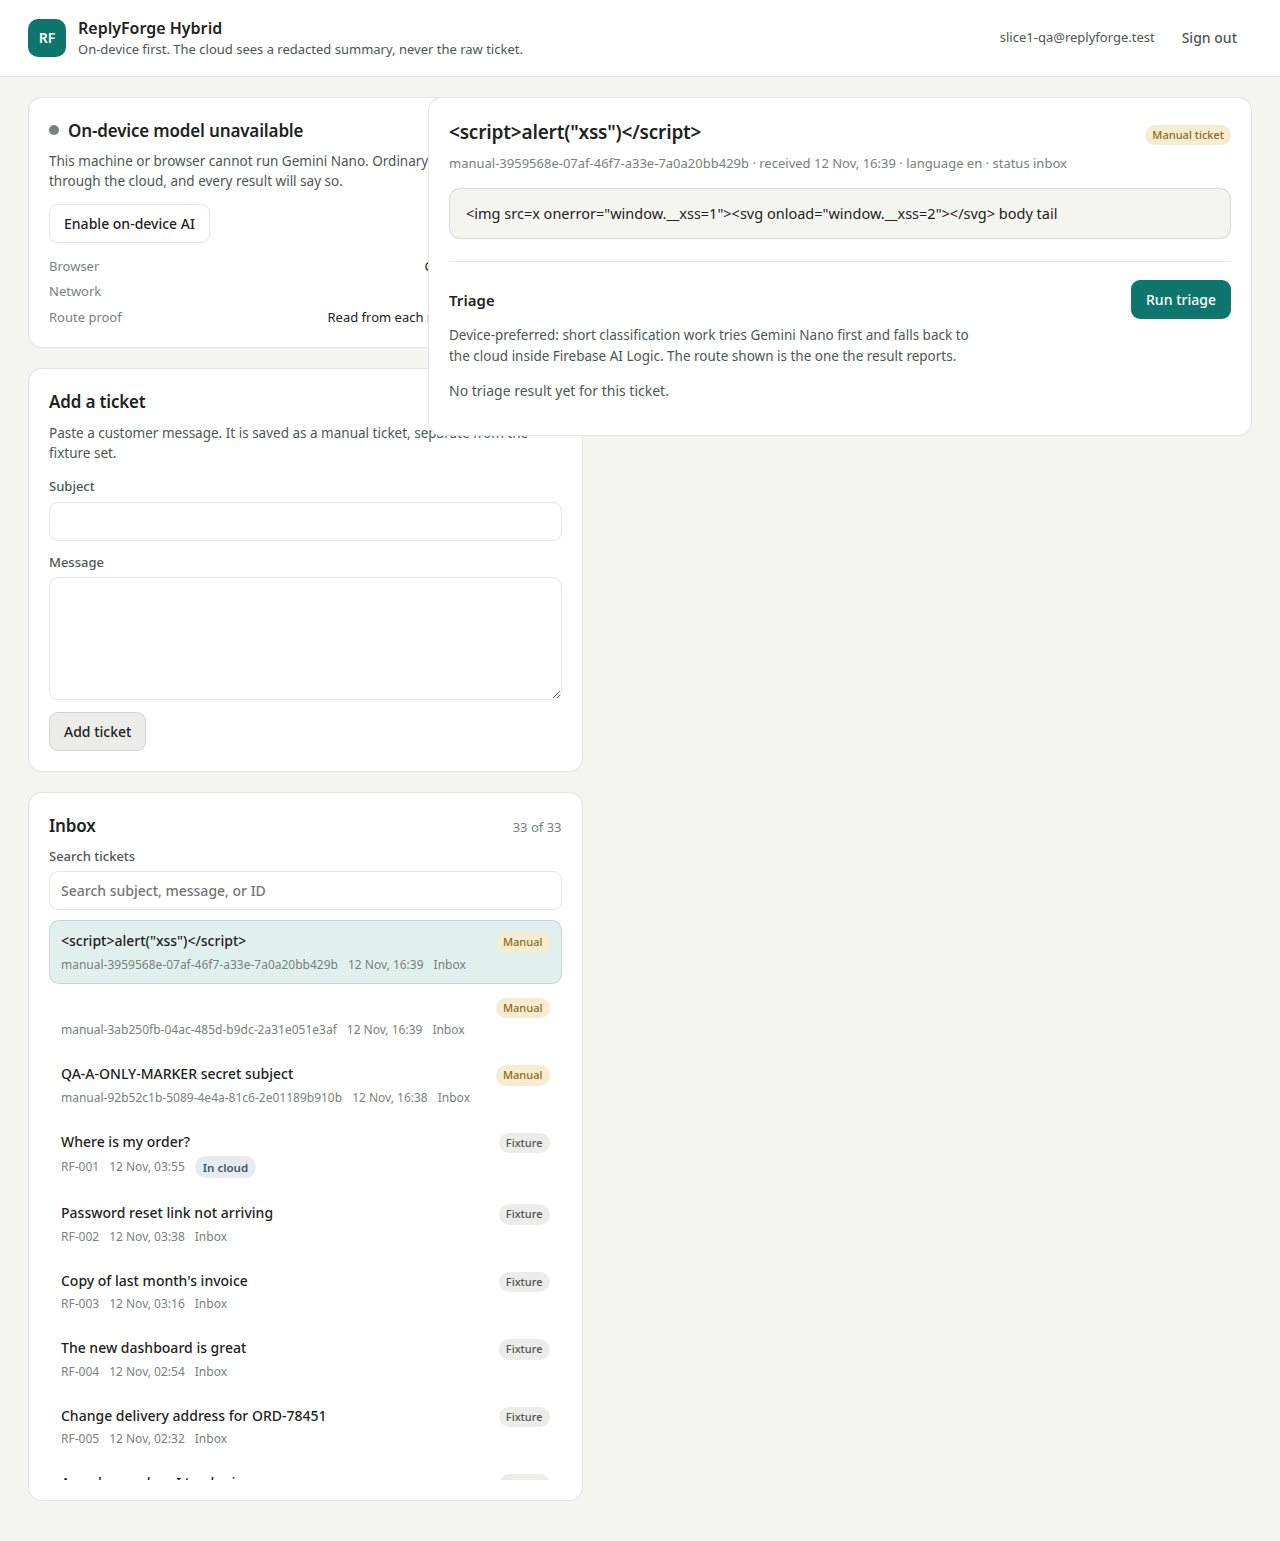 RF
ReplyForge Hybrid
On-device first. The cloud sees a redacted summary, never the raw ticket.
slice1-qa@replyforge.test
Sign out
On-device model unavailable
This machine or browser cannot run Gemini Nano. Ordinary
through the cloud, and every result will say so.
Enable on-device AI
Browser
Network
Route proof
Read from each
<script>alert("xss")</script>
Manual ticket
manual-3959568e-07af-46f7-a33e-7a0a20bb429b · received 12 Nov, 16:39 · language en · status inbox
<img src=x onerror="window.__xss=1"><svg onload="window.__xss=2"></svg> body tail
Triage
Run triage
Device-preferred: short classification work tries Gemini Nano first and falls back to
the cloud inside Firebase AI Logic. The route shown is the one the result reports.
No triage result yet for this ticket.
Add a ticket
Paste a customer message. It is saved as a manual ticket, separate from the
fixture set.
Subject
Message
Add ticket
Inbox
33 of 33
Search tickets
Search subject, message, or ID
<script>alert("xss")</script>
Manual
manual-3959568e-07af-46f7-a33e-7a0a20bb429b 12 Nov, 16:39 Inbox
Manual
manual-3ab250fb-04ac-485d-b9dc-2a31e051e3af 12 Nov, 16:39 Inbox
QA-A-ONLY-MARKER secret subject
Manual
manual-92b52c1b-5089-4e4a-81c6-2e01189b910b 12 Nov, 16:38 Inbox
Where is my order?
Fixture
RF-001 12 Nov, 03:55 In cloud
Password reset link not arriving
Fixture
RF-002 12 Nov, 03:38 Inbox
Copy of last month's invoice
Fixture
RF-003 12 Nov, 03:16 Inbox
The new dashboard is great
Fixture
RF-004 12 Nov, 02:54 Inbox
Change delivery address for ORD-78451
Fixture
RF-005 12 Nov, 02:32 Inbox